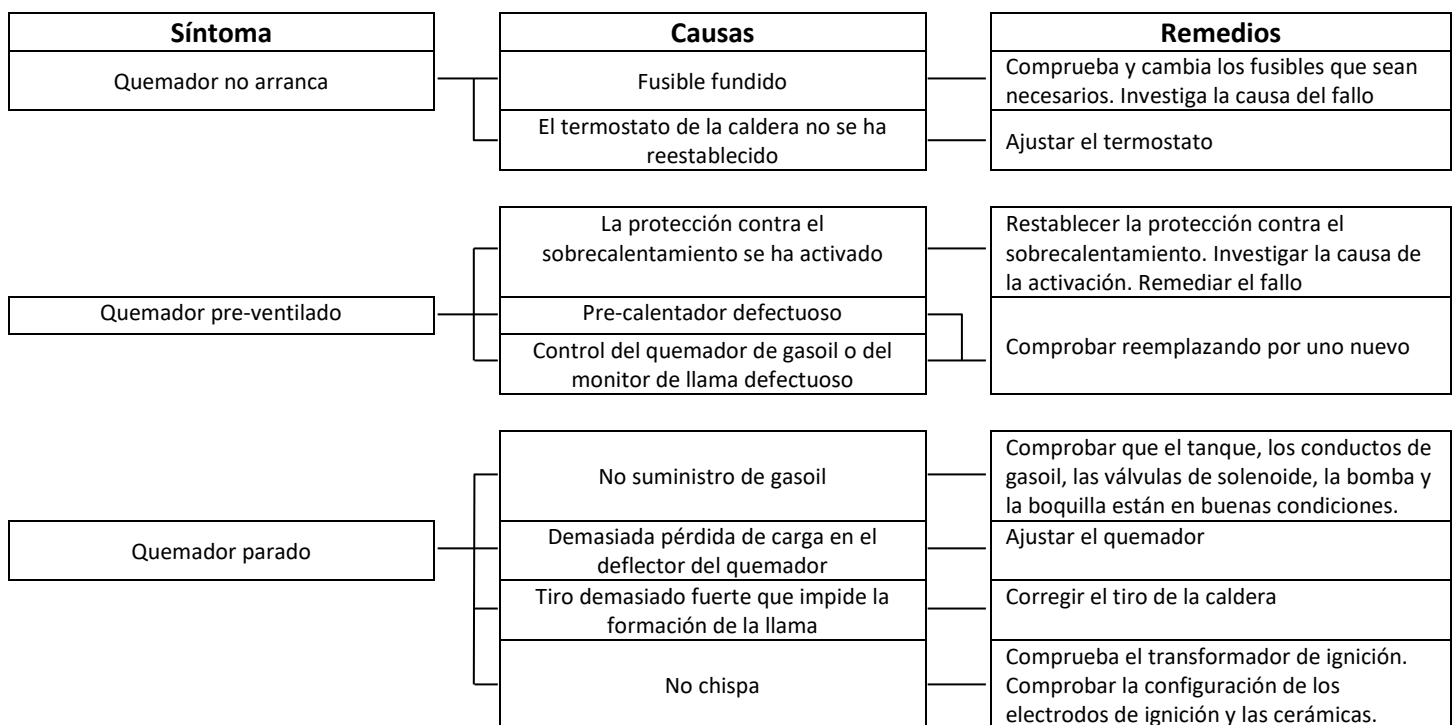 Síntoma
Causas
Remedios
Quemador no arranca
Fusible fundido
Comprueba y cambia los fusibles que sean
necesarios. Investiga la causa del fallo
El termostato de la caldera no se ha
reestablecido
Ajustar el termostato
La protección contra el
sobrecalentamiento se ha activado
Restablecer la protección contra el
sobrecalentamiento. Investigar la causa de
la activación. Remediar el fallo
Quemador pre-ventilado
Pre-calentador defectuoso
Control del quemador de gasoil o del
monitor de llama defectuoso
Comprobar reemplazando por uno nuevo
No suministro de gasoil
Comprobar que el tanque, los conductos de
gasoil, las válvulas de solenoide, la bomba y
la boquilla están en buenas condiciones.
Quemador parado
Demasiada pérdida de carga en el
deflector del quemador
Ajustar el quemador
Tiro demasiado fuerte que impide la
formación de la llama
Corregir el tiro de la caldera
No chispa
Comprueba el transformador de ignición.
Comprobar la configuración de los
electrodos de ignición y las cerámicas.